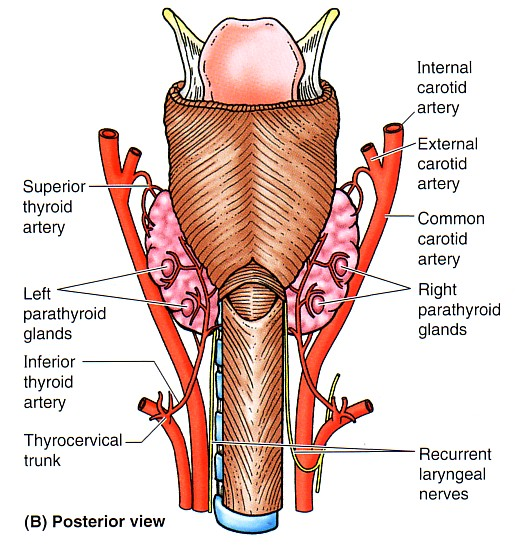 Internal
carotid
artery
External
carotid
artery
Superior
thyroid
artery
Common
carotid
artery
Left
parathyroid
glands
Right
parathyroid
glands
Inferior
thyroid
artery
Thyrocervical
trunk
Recurrent
laryngeal
nerves
(B) Posterior view